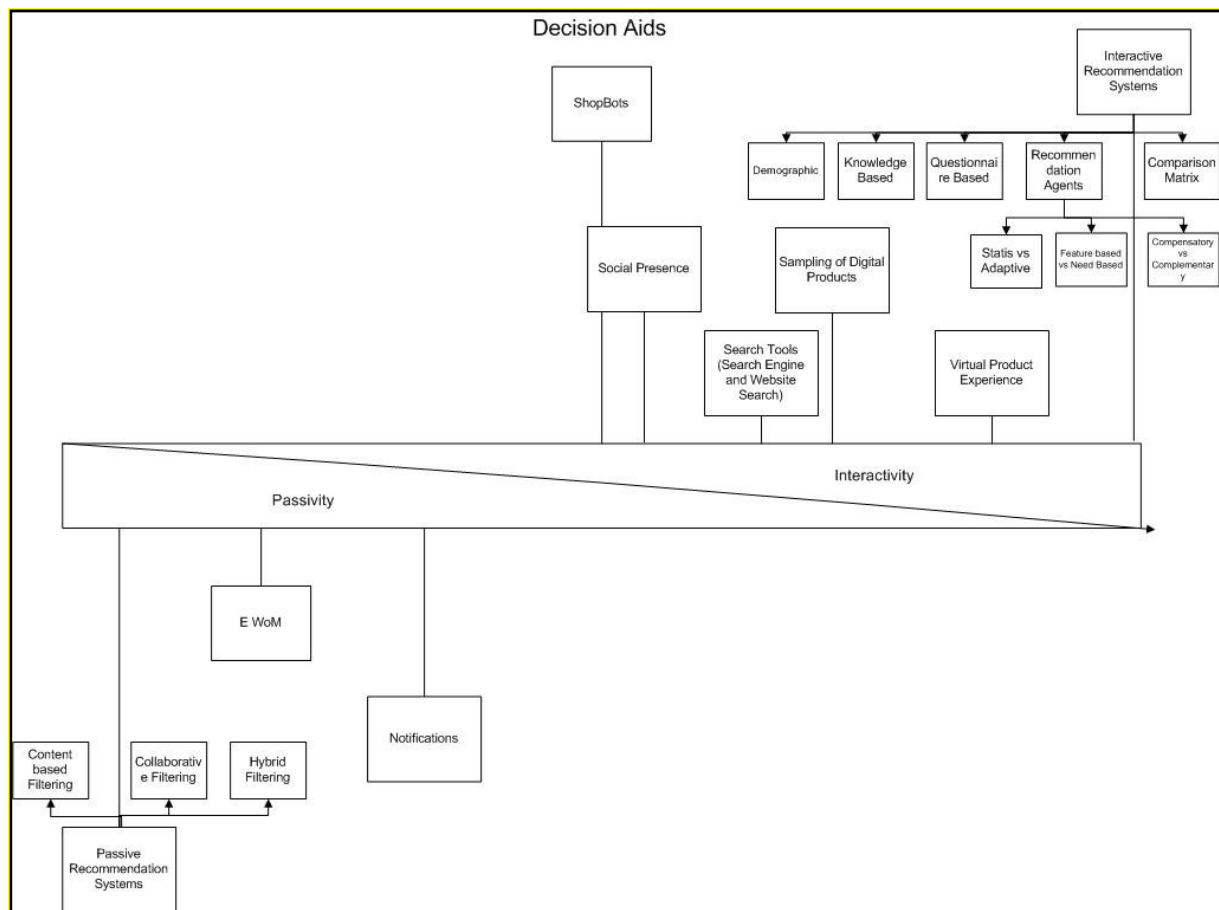 Decision Aids
Interactive
Recommendation
Systems
ShopBots
Demographic
Knowledge
Based
Questionnai
re Based
Recommen
dation
Agents
Comparison
Matrix
Social Presence
Sampling of Digital
Products
Statis vs
Adaptive
Feature based
vs Need Based
Compensatory
vs
Complementar
y
Search Tools
(Search Engine
and Website
Search)
Virtual Product
Experience
Interactivity
Passivity
E WoM
Notifications
Content
based
Filtering
Collaborativ
e Filtering
Hybrid
Filtering
Passive
Recommendation
Systems